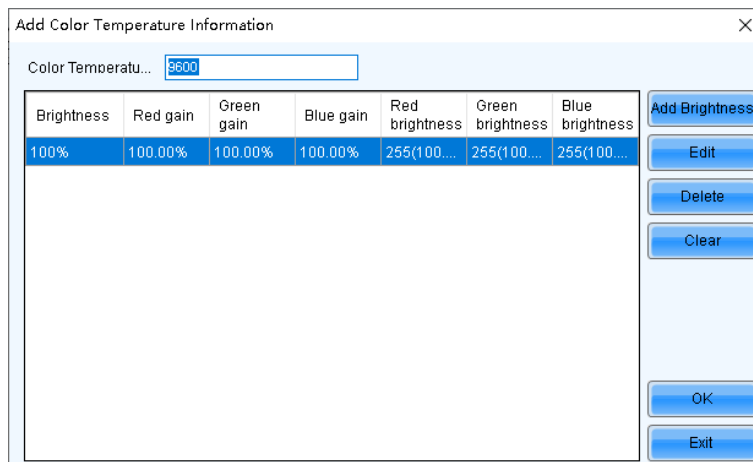 Add Color Temperature Information
Color Temperatu... 9600
Brightness Red gain Green gain Blue gain Red brightness Green brightness Blue brightness
100% 100.00% 100.00% 100.00% 255(100.... 255(100.... 255(100....
Add Brightness
Edit
Delete
Clear
OK
Exit